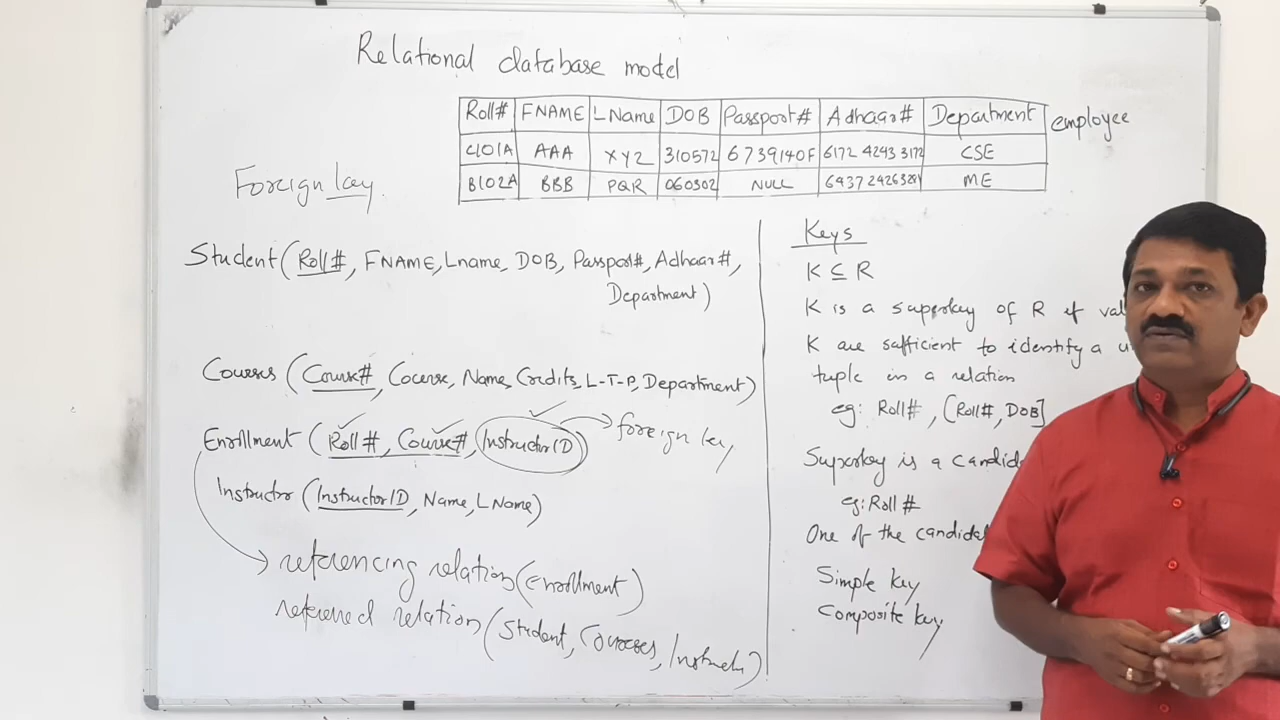 Relational database model
Roll# FNAME LName DOB Passport# Adhaar# Department employee
C101A AAA XYZ 310572 6739140F 6172 4243 3172 CSE
B102A BBB PQR 060302 NULL ME
Foreign key.
Student (Roll#, FNAME, Lname, DOB, Passport#, Adhaar#,
Department)
Courses (Course#, Cocerse, Name, Credits, L-T-P, Department)
Enrollment (Roll#, Course#, InstructorID) foreign key
Instructor (InstructorID, Name, LName)
referencing relation (Enrollment)
referred relation (Student, Courses,
Keys
K ⊆ R
K is a superkey of R if val
K are sufficient to identify a u
tuple in a relation
eg: Roll#, [Roll#, DOB]
Superkey is a candid
eg: Roll#
One of the candidat
Simple key
Composite key